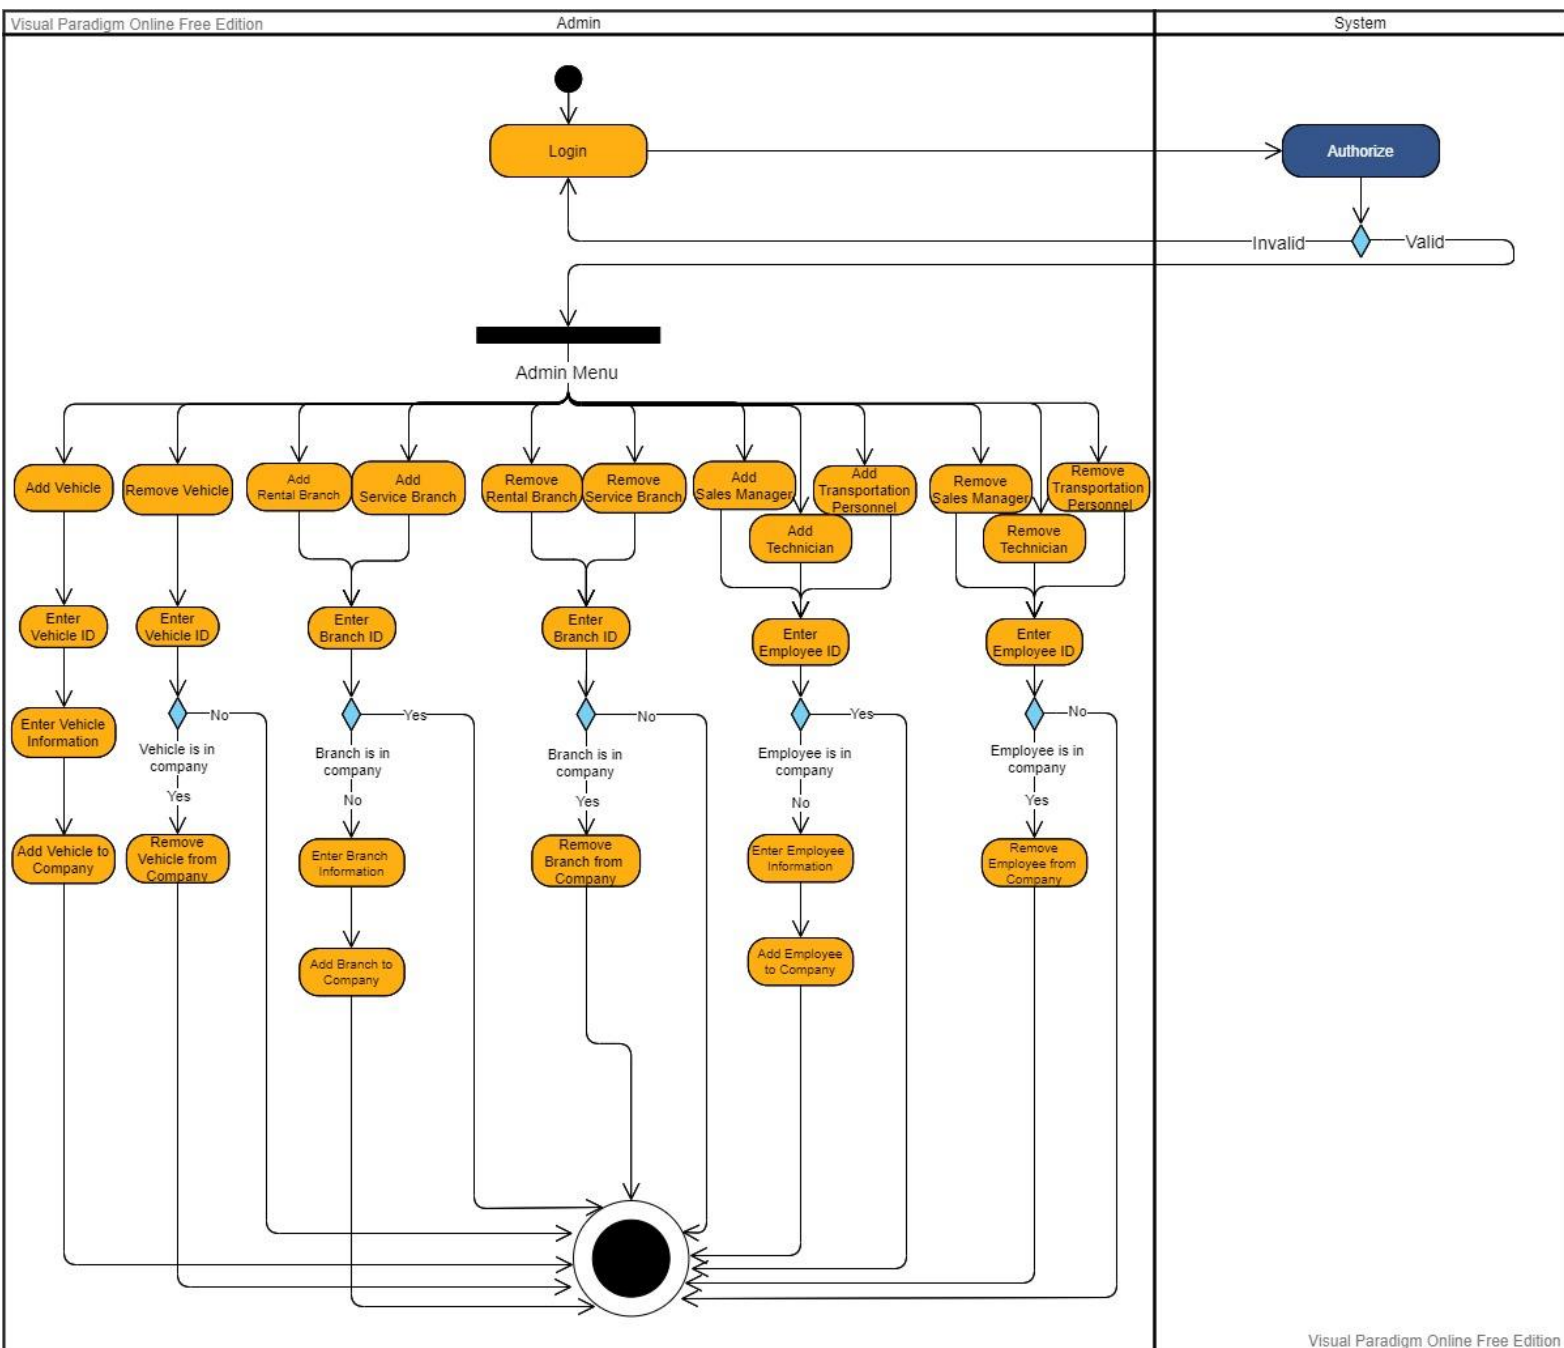 Visual Paradigm Online Free Edition
Admin
System
Login
Authorize
Invalid
Valid
Admin Menu
Add Vehicle
Remove Vehicle
Add
Rental Branch
Add
Service Branch
Remove
Rental Branch
Remove
Service Branch
Add
Sales Manager
Add
Transportation
Personnel
Remove
Sales Manager
Remove
Transportation
Personnel
Add
Technician
Remove
Technician
Enter
Vehicle ID
Enter
Vehicle ID
Enter
Branch ID
Enter
Branch ID
Enter
Employee ID
Enter
Employee ID
Enter Vehicle
Information
No
Vehicle is in
company
Yes
Yes
Branch is in
company
No
No
Branch is in
company
Yes
Yes
Employee is in
company
No
No
Employee is in
company
Yes
Add Vehicle to
Company
Remove
Vehicle from
Company
Enter Branch
Information
Remove
Branch from
Company
Enter Employee
Information
Remove
Employee from
Company
Add Branch to
Company
Add Employee
to Company
Visual Paradigm Online Free Edition